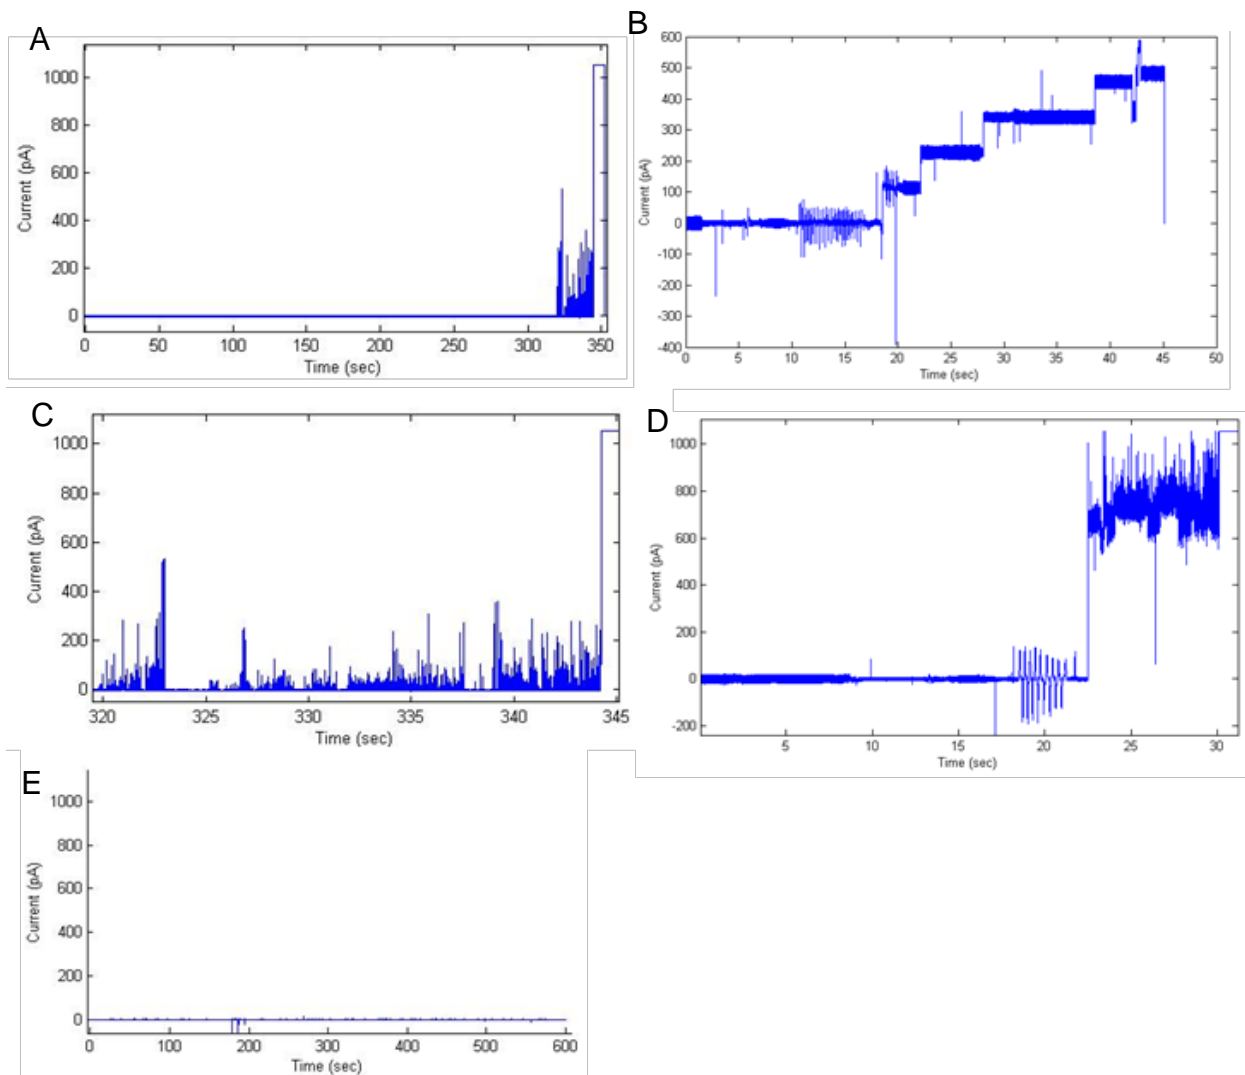 A
Current (pA)
1000
800
600
400
200
0
0 50 100 150 200 250 300 350
Time (sec)
B
Current (pA)
600
500
400
300
200
100
0
-100
-200
-300
-400
0 5 10 15 20 25 30 35 40 45 50
Time (sec)
C
Current (pA)
1000
800
600
400
200
0
320 325 330 335 340 345
Time (sec)
D
Current (pA)
1000
800
600
400
200
0
-200
5 10 15 20 25 30
Time (sec)
E
Current (pA)
1000
800
600
400
200
0
0 100 200 300 400 500 600
Time (sec)